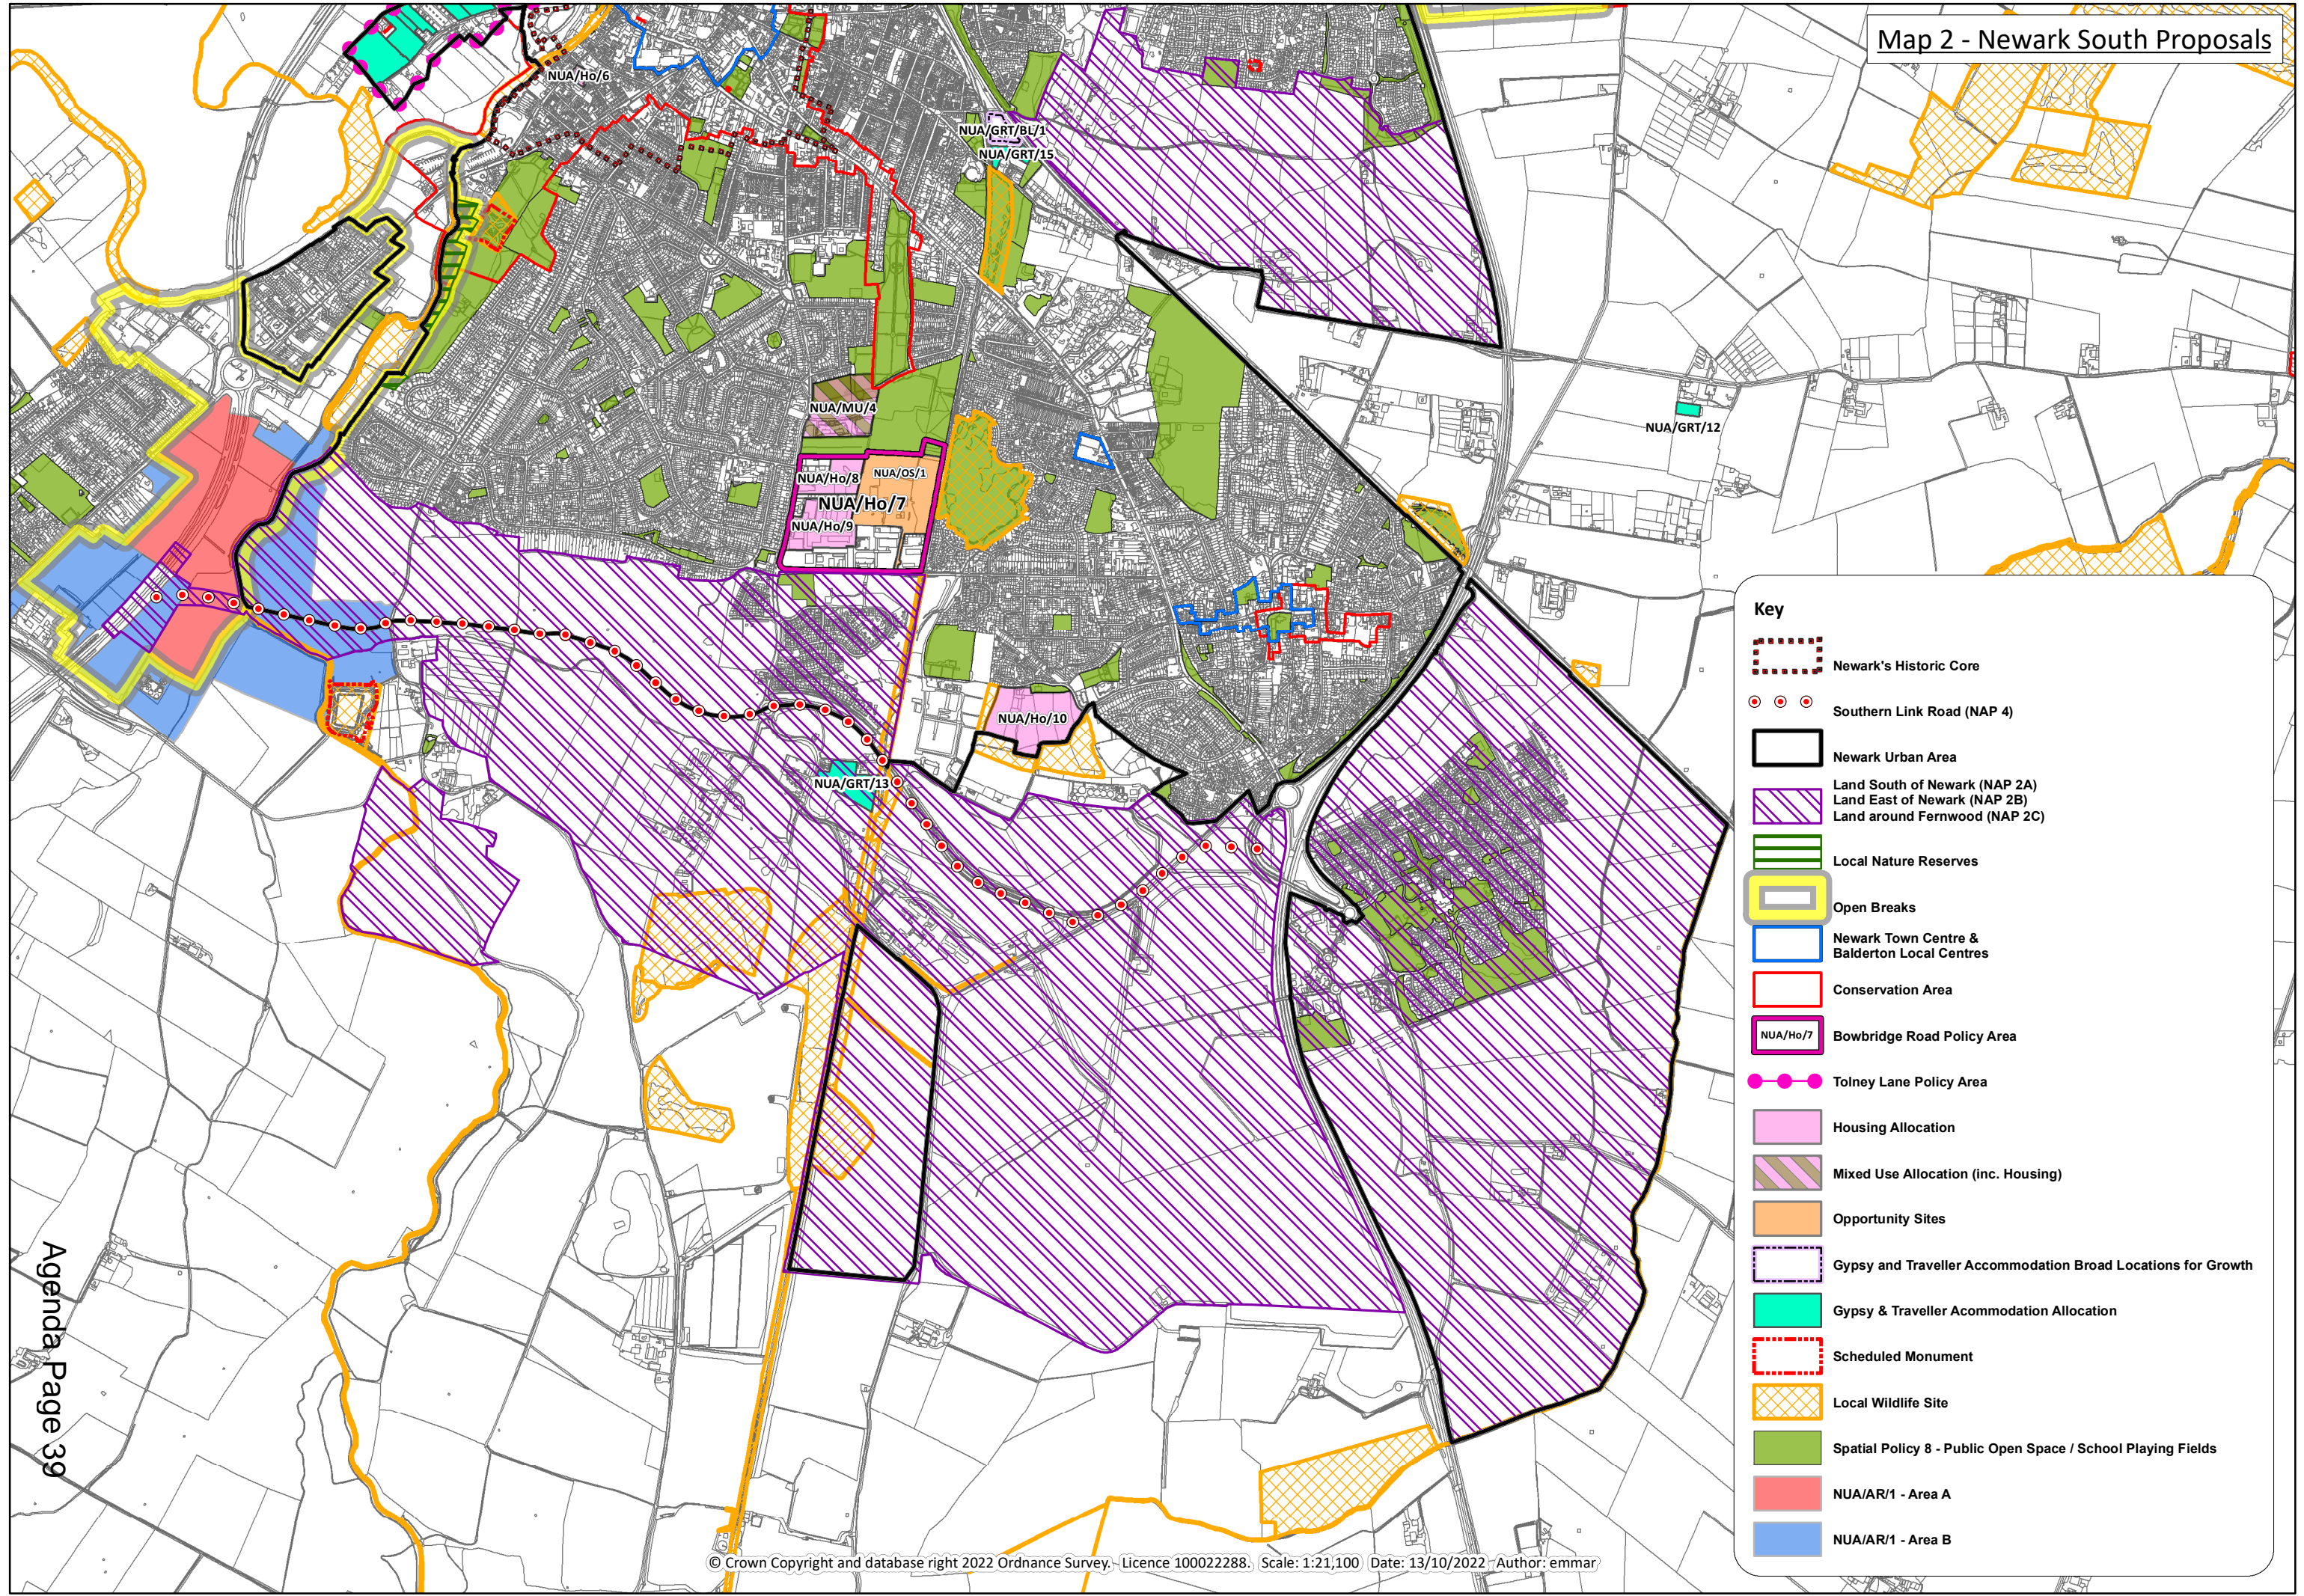 Map 2 - Newark South Proposals
NUA/Ho/6
NUA/GRT/BL/1
NUA/GRT/15
NUA/MU/4
NUA/GRT/12
NUA/OS/1
NUA/Ho/8
NUA/Ho/7
NUA/Ho/9
NUA/Ho/10
NUA/GRT/13
Key
Newark's Historic Core
Southern Link Road (NAP 4)
Newark Urban Area
Land South of Newark (NAP 2A)
Land East of Newark (NAP 2B)
Land around Fernwood (NAP 2C)
Local Nature Reserves
Open Breaks
Newark Town Centre &
Balderton Local Centres
Conservation Area
NUA/Ho/7
Bowbridge Road Policy Area
Tolney Lane Policy Area
Housing Allocation
Mixed Use Allocation (inc. Housing)
Opportunity Sites
Gypsy and Traveller Accommodation Broad Locations for Growth
Gypsy & Traveller Acommodation Allocation
Scheduled Monument
Local Wildlife Site
Spatial Policy 8 - Public Open Space / School Playing Fields
NUA/AR/1 - Area A
NUA/AR/1 - Area B
Agenda Page 39
© Crown Copyright and database right 2022 Ordnance Survey. Licence 100022288. Scale: 1:21,100 Date: 13/10/2022 Author: emmar